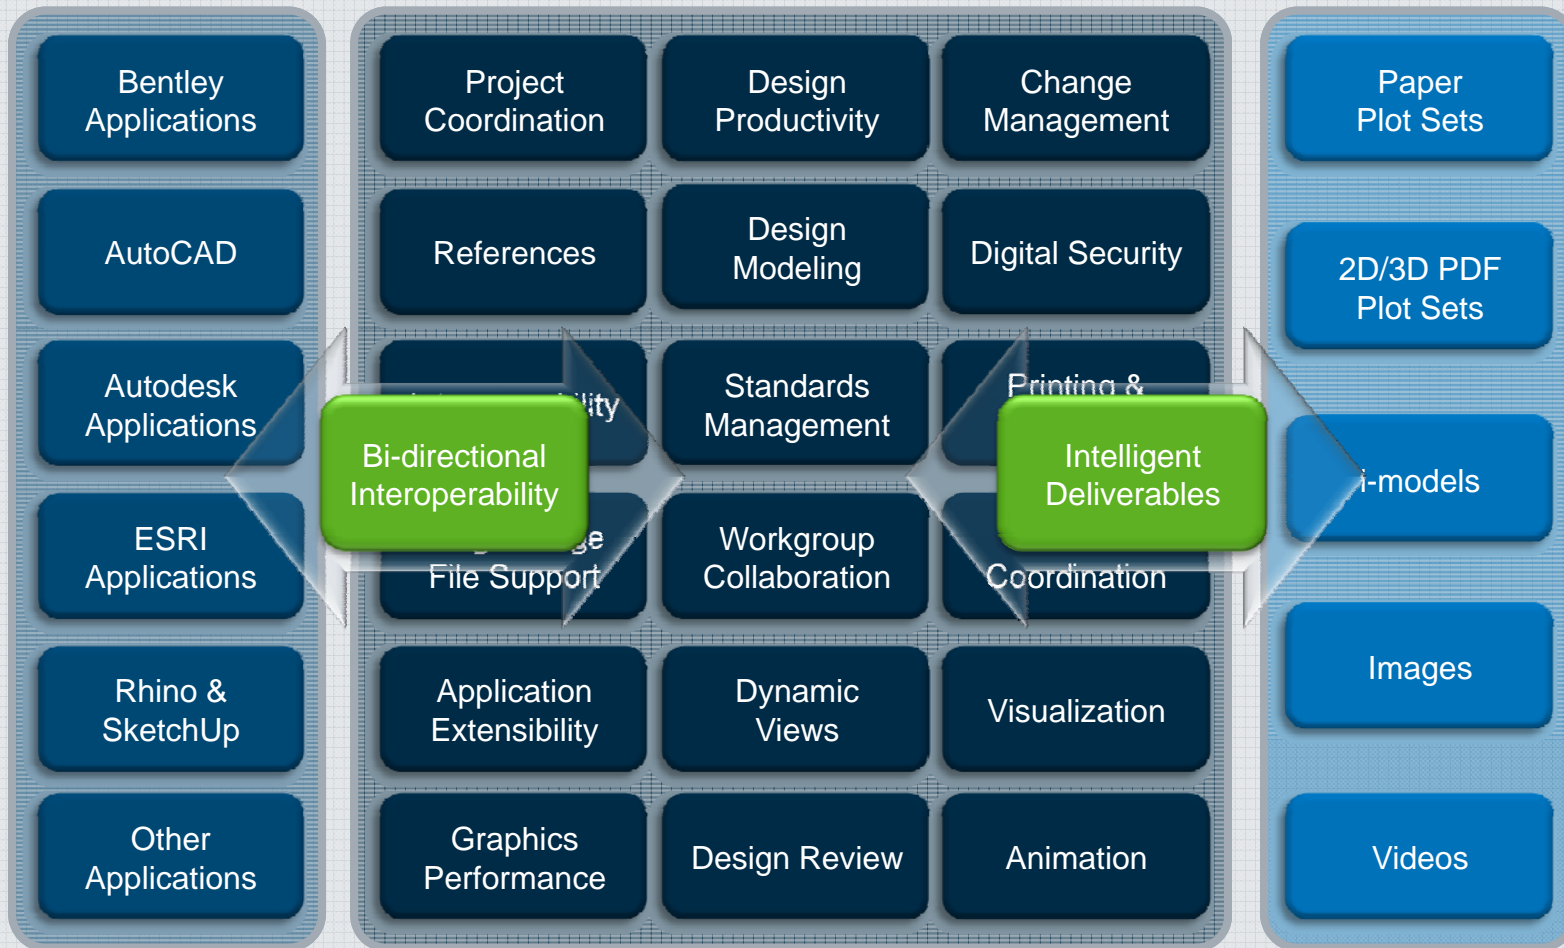 Bentley
Applications
AutoCAD
Autodesk
Applications
ESRI
Applications
Rhino &
SketchUp
Other
Applications
Project
Coordination
References
File Support
Application
Extensibility
Graphics
Performance
Design
Productivity
Design
Modeling
Standards
Management
Workgroup
Collaboration
Dynamic
Views
Design Review
Change
Management
Digital Security
Printing &
Coordination
Visualization
Animation
Paper
Plot Sets
2D/3D PDF
Plot Sets
i-models
Images
Videos
Bi-directional
Interoperability
Intelligent
Deliverables